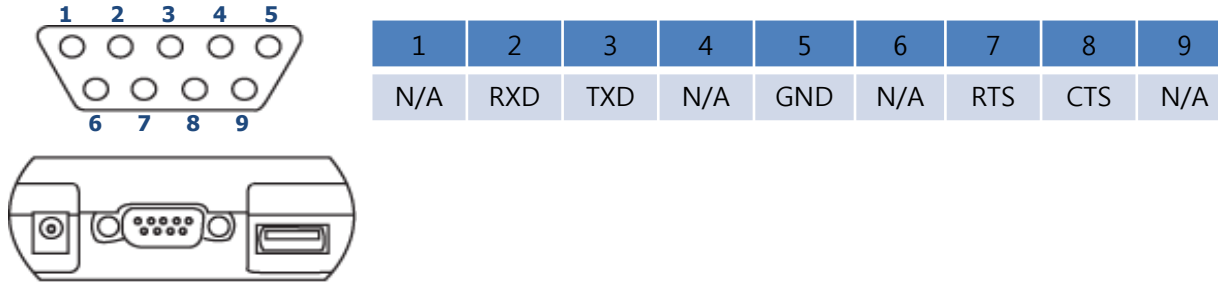 1 2 3 4 5
6 7 8 9
1 2 3 4 5 6 7 8 9
N/A RXD TXD N/A GND N/A RTS CTS N/A